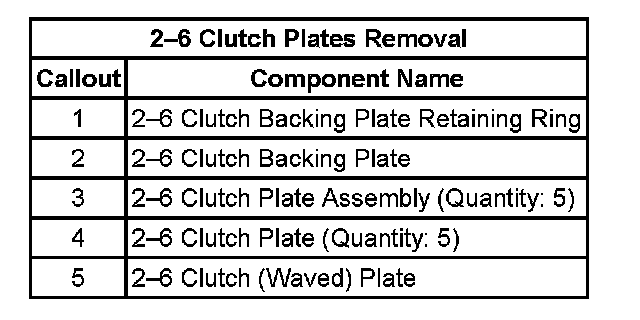 2–6 Clutch Plates Removal
Callout Component Name
1 2–6 Clutch Backing Plate Retaining Ring
2 2–6 Clutch Backing Plate
3 2–6 Clutch Plate Assembly (Quantity: 5)
4 2–6 Clutch Plate (Quantity: 5)
5 2–6 Clutch (Waved) Plate